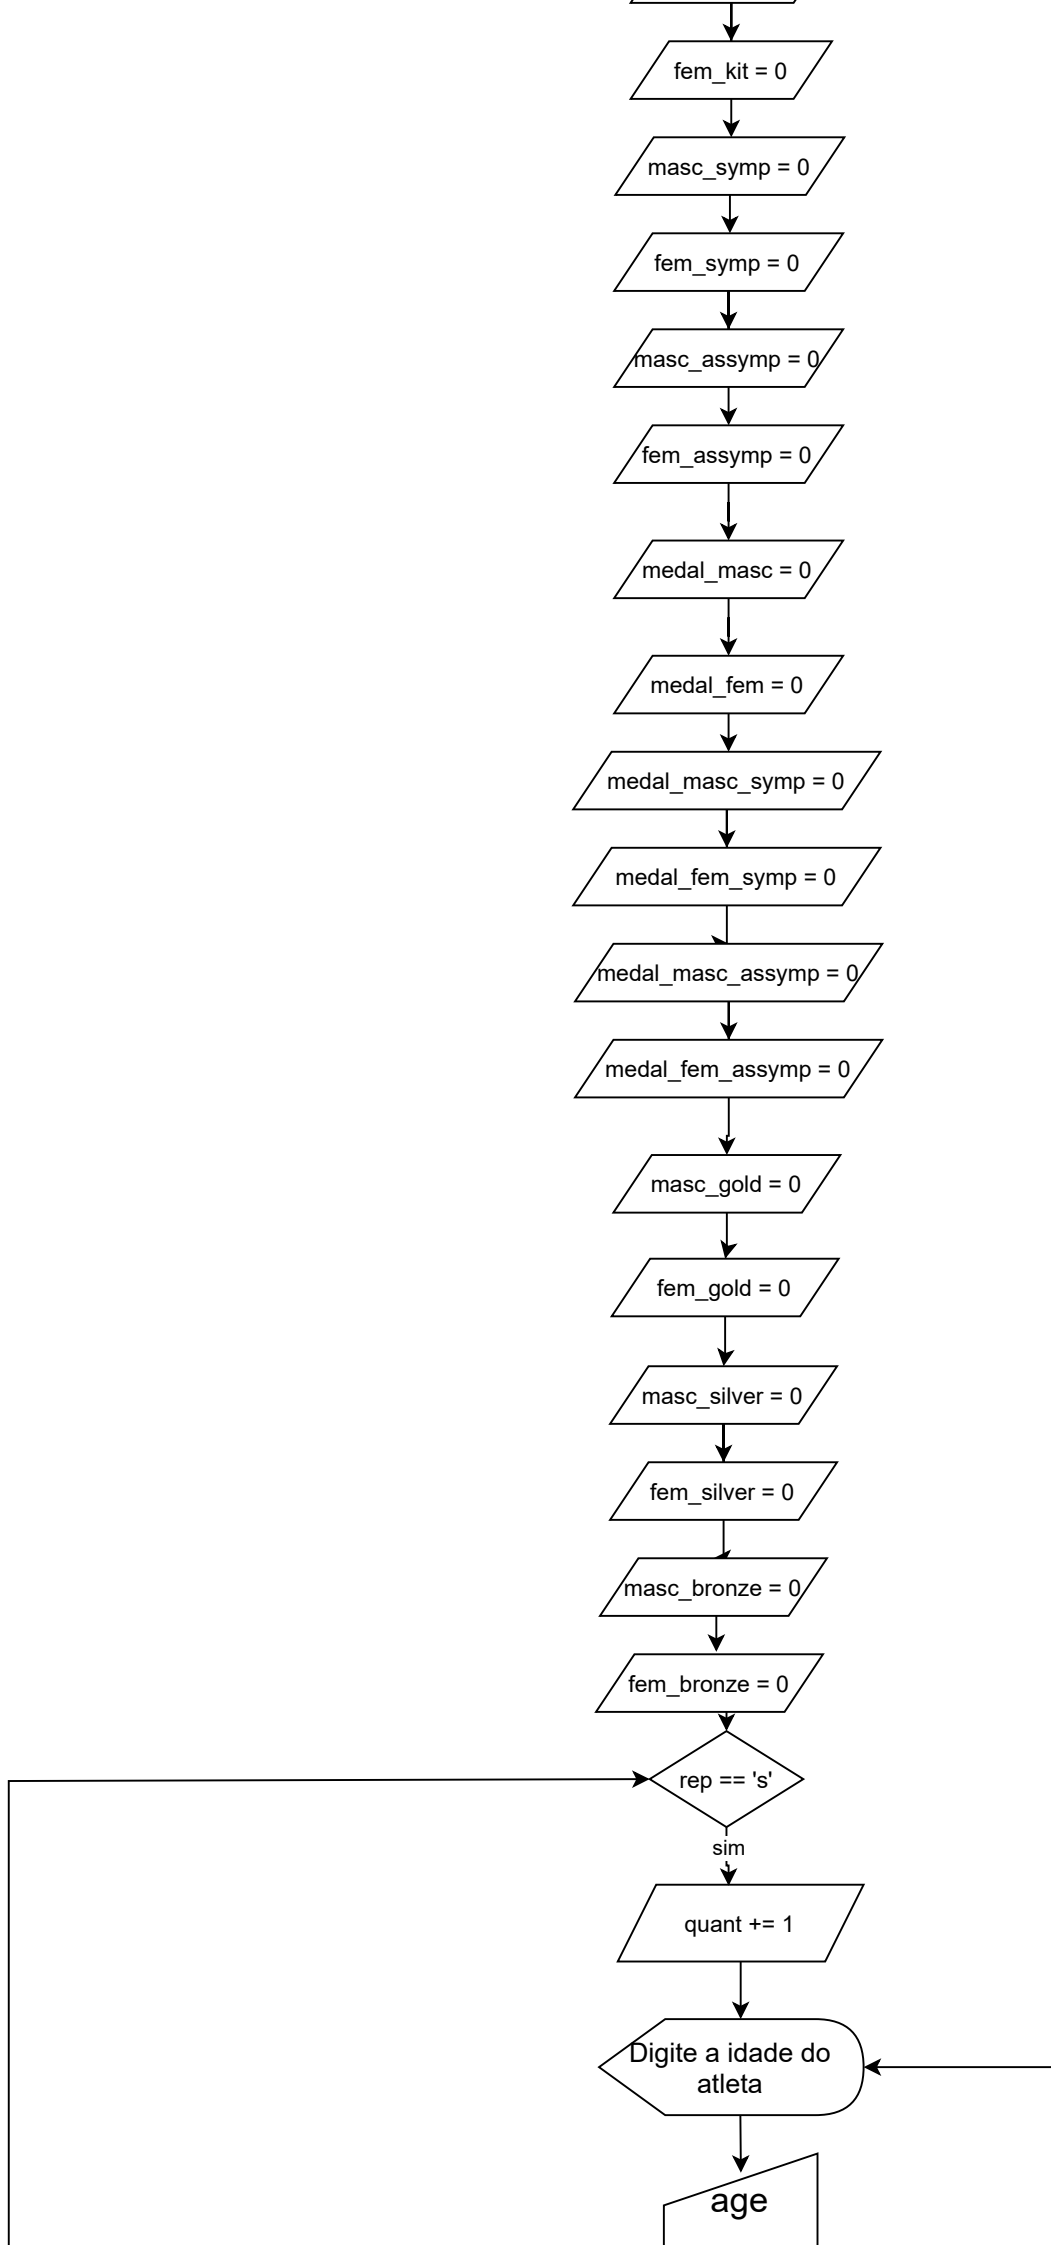 fem_kit = 0
masc_symp = 0
fem_symp = 0
masc_assymp = 0
fem_assymp = 0
medal_masc = 0
medal_fem = 0
medal_masc_symp = 0
medal_fem_symp = 0
medal_masc_assymp = 0
medal_fem_assymp = 0
masc_gold = 0
fem_gold = 0
masc_silver = 0
fem_silver = 0
masc_bronze = 0
fem_bronze = 0
rep == 's'
sim
quant += 1
Digite a idade do
atleta
age